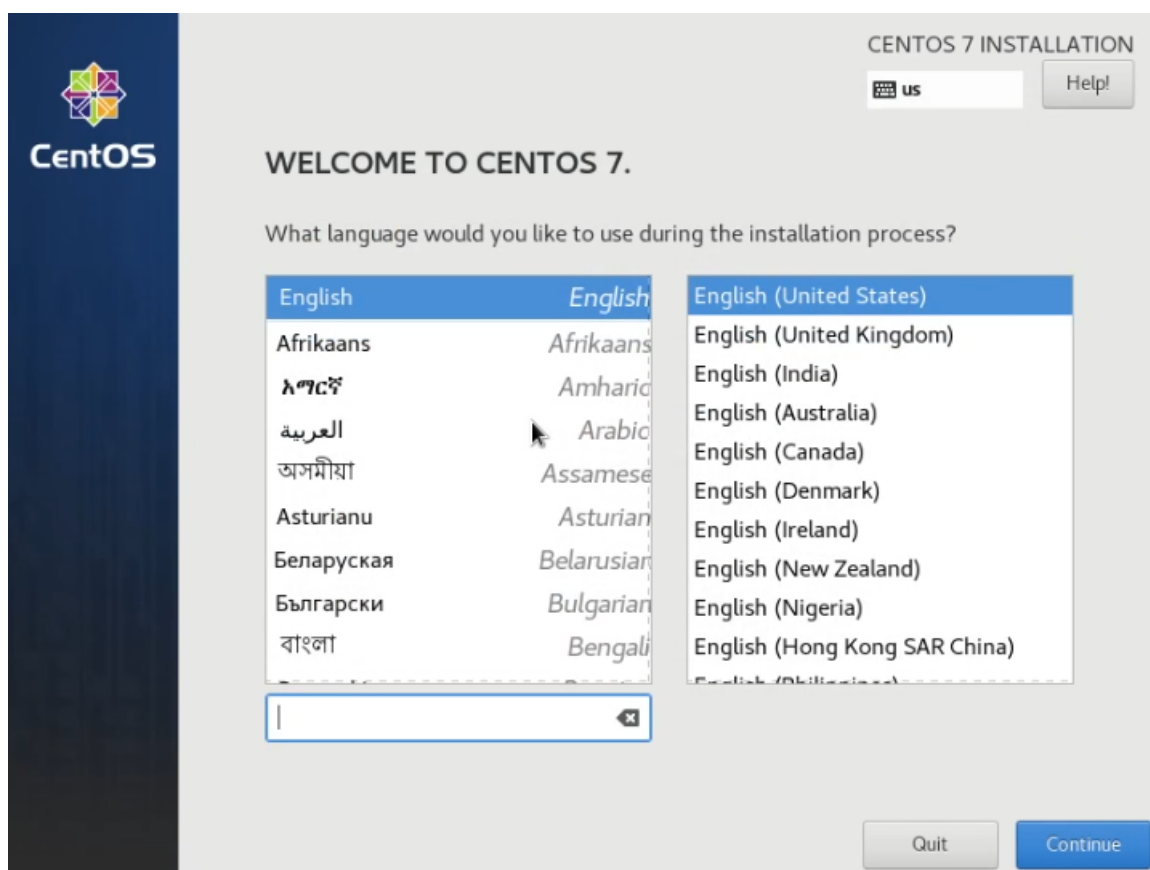 CentOS
CENTOS 7 INSTALLATION
us
Help!
WELCOME TO CENTOS 7.
What language would you like to use during the installation process?
English English
Afrikaans Afrikaans
አማርኛ Amharic
العربية Arabic
অসমীয়া Assamese
Asturianu Asturian
Беларуская Belarusian
Български Bulgarian
বাংলা Bengali
English (United States)
English (United Kingdom)
English (India)
English (Australia)
English (Canada)
English (Denmark)
English (Ireland)
English (New Zealand)
English (Nigeria)
English (Hong Kong SAR China)
English (Philippines)
Quit
Continue